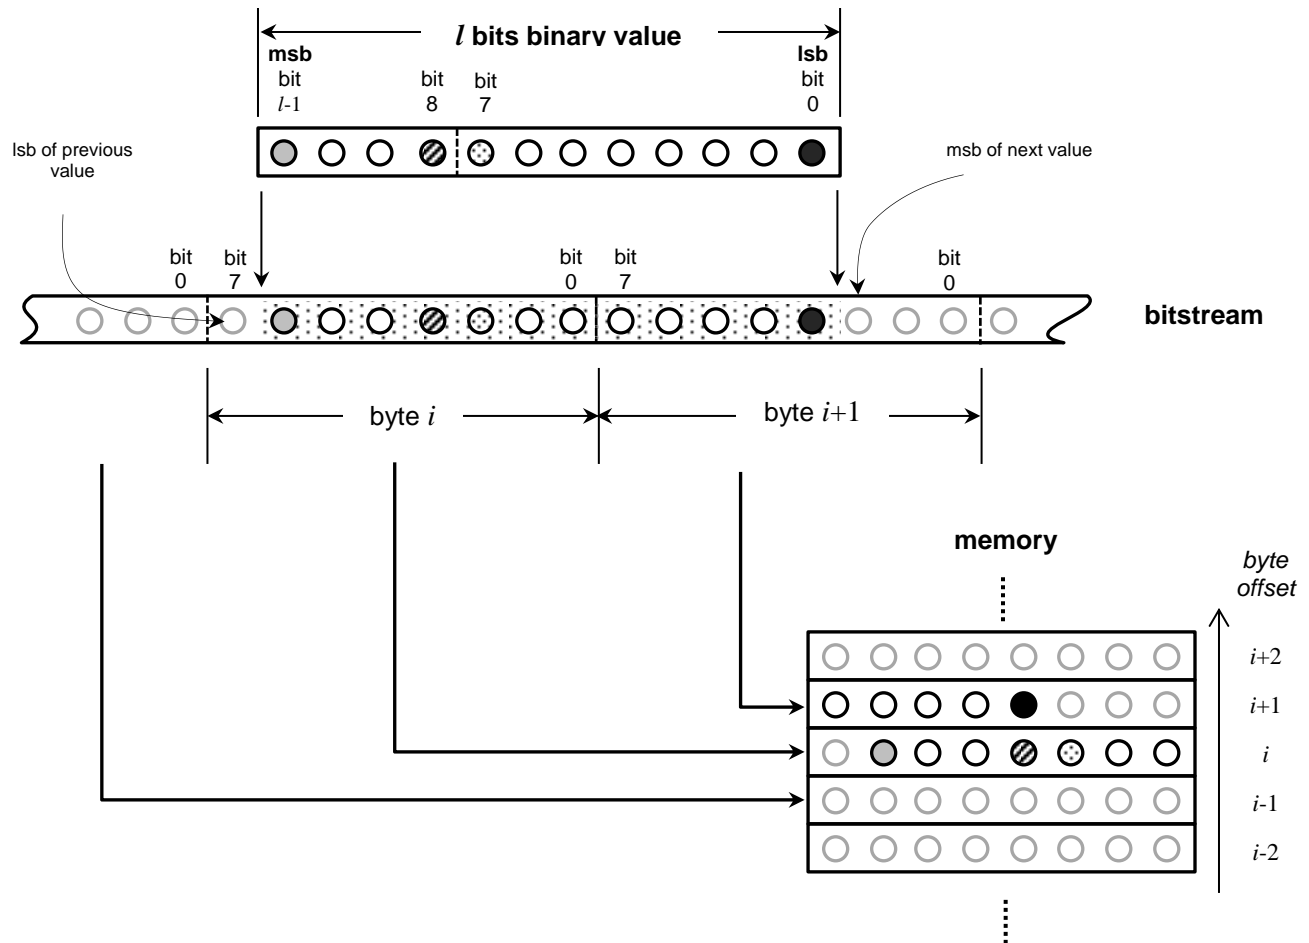 l bits binary value
msb
bit
l-1
bit
8
bit
7
lsb
bit
0
lsb of previous
value
msb of next value
bit
0
bit
7
bit
0
bit
7
bit
0
bitstream
byte i
byte i+1
memory
byte
offset
i+2
i+1
i
i-1
i-2